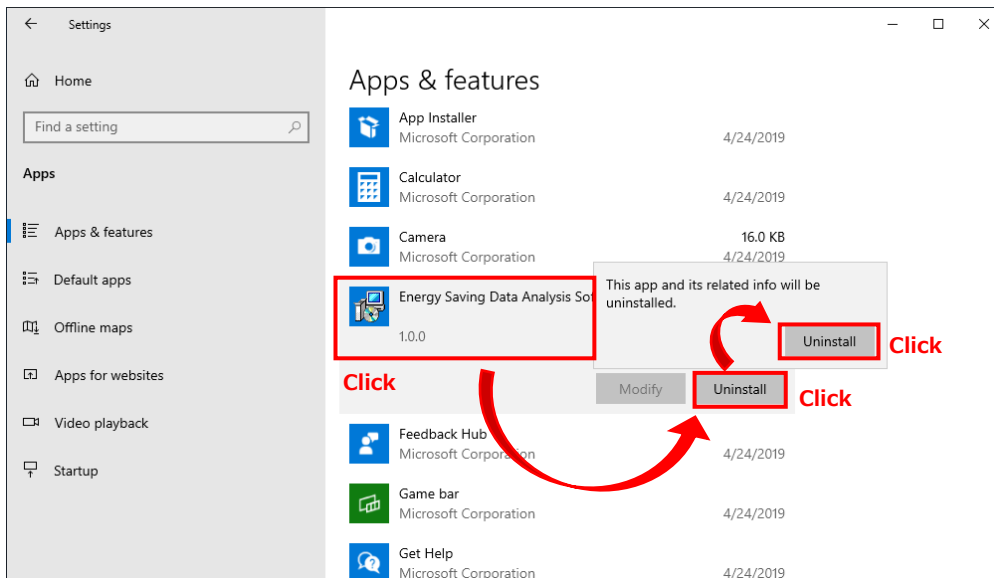 Settings
Home
Find a setting
Apps
Apps & features
Default apps
Offline maps
Apps for websites
Video playback
Startup
Apps & features
App Installer
Microsoft Corporation 4/24/2019
Calculator
Microsoft Corporation 4/24/2019
Camera 16.0 KB
Microsoft Corporation 4/24/2019
Energy Saving Data Analysis Sof
1.0.0
This app and its related info will be
uninstalled.
Uninstall
Click
Click
Modify Uninstall
Click
Feedback Hub
Microsoft Corporation 4/24/2019
Game bar
Microsoft Corporation 4/24/2019
Get Help
Microsoft Corporation 4/24/2019